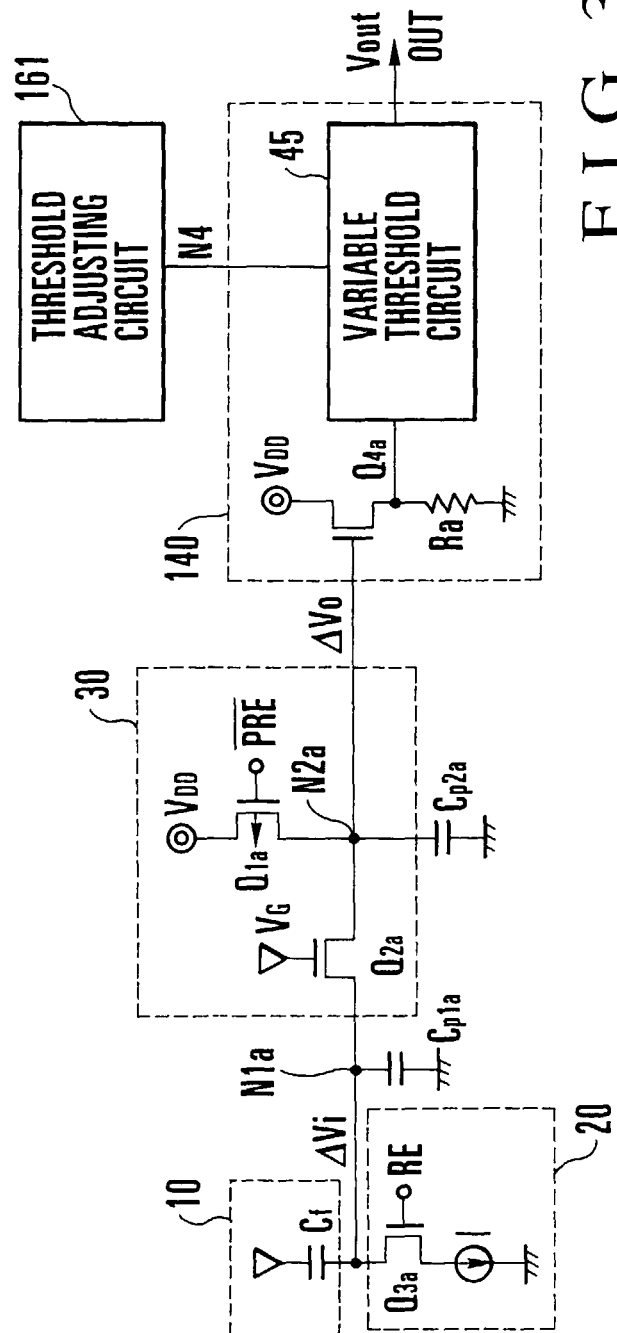 161
THRESHOLD
ADJUSTING
CIRCUIT
N4
45
VARIABLE
THRESHOLD
CIRCUIT
Vout
OUT
140
VDD
Q4a
Ra
ΔVo
30
VDD
PRE
Q1a
VG
Q2a
N2a
Cp2a
N1a
Cp1a
ΔVi
10
Cf
20
RE
Q3a
I
FIG.